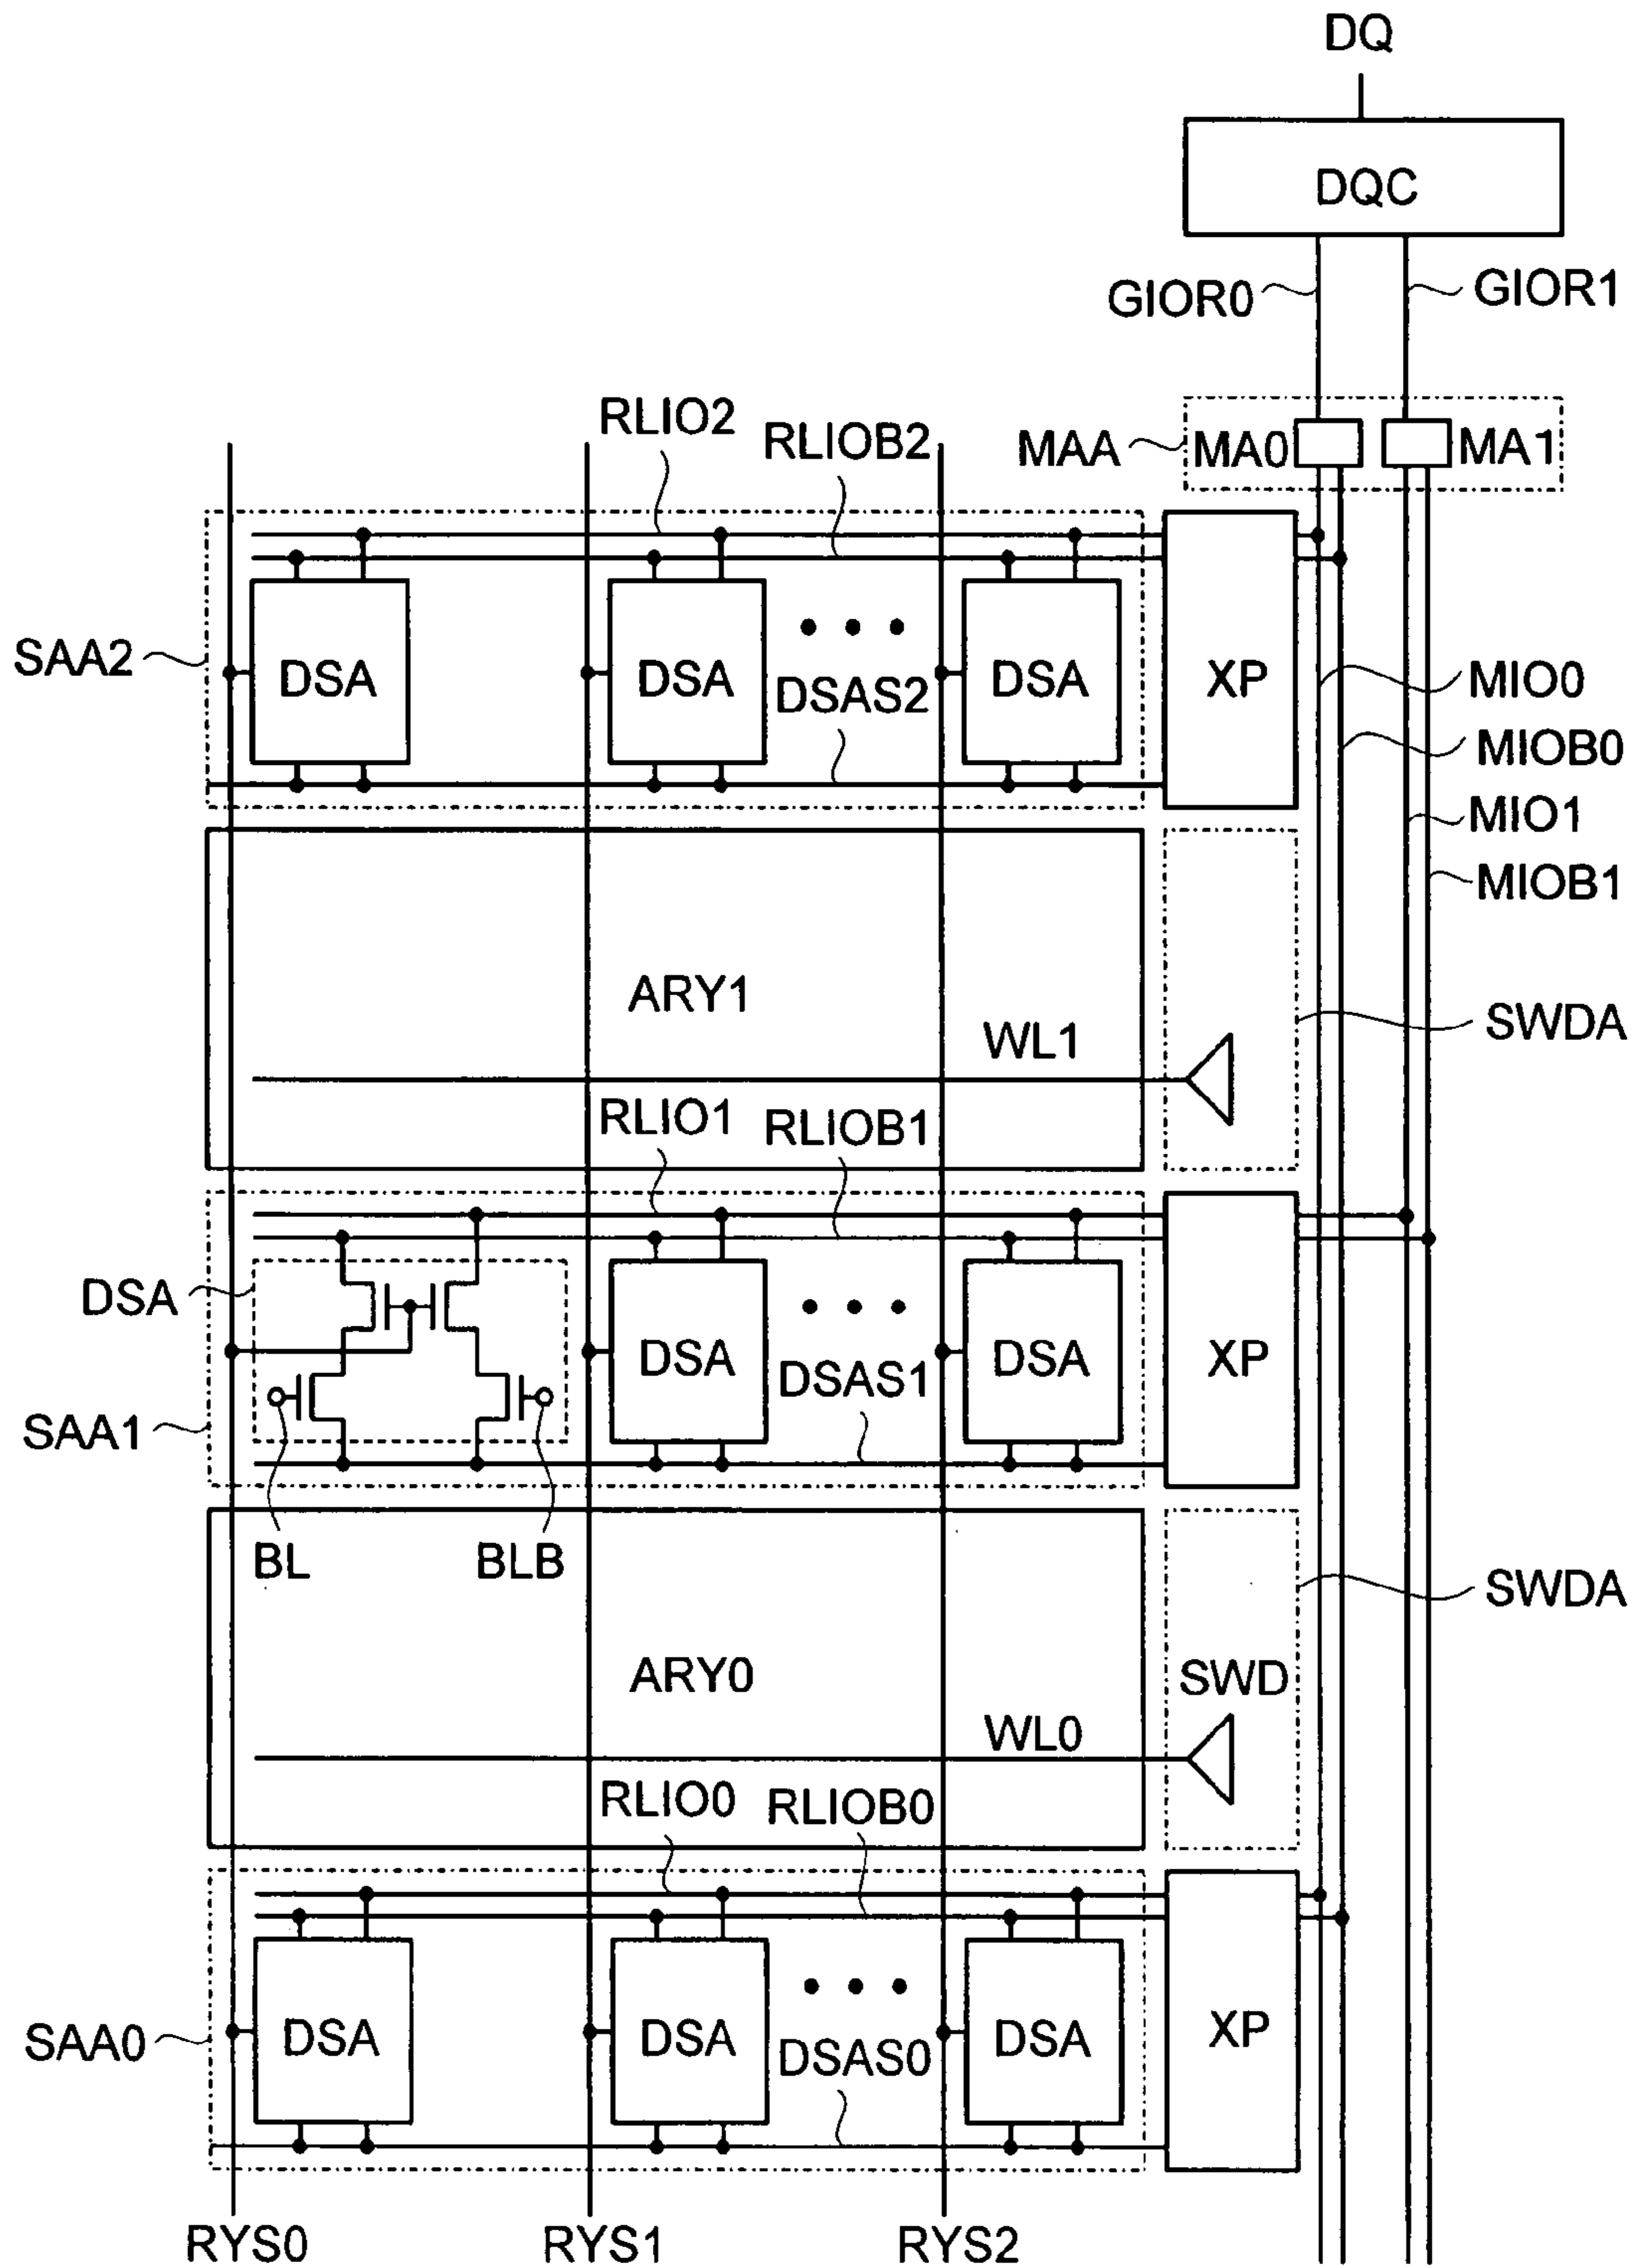 DQ
DQC
GIOR0
GIOR1
RLIO2
RLIOB2
MAA
MA0
MA1
SAA2
DSA
DSA
DSAS2
DSA
XP
MIO0
MIOB0
MIO1
MIOB1
ARY1
WL1
SWDA
RLIO1
RLIOB1
DSA
DSA
DSAS1
DSA
XP
SAA1
BL
BLB
SWDA
ARY0
SWD
WL0
RLIO0
RLIOB0
SAA0
DSA
DSA
DSAS0
DSA
XP
RYS0
RYS1
RYS2